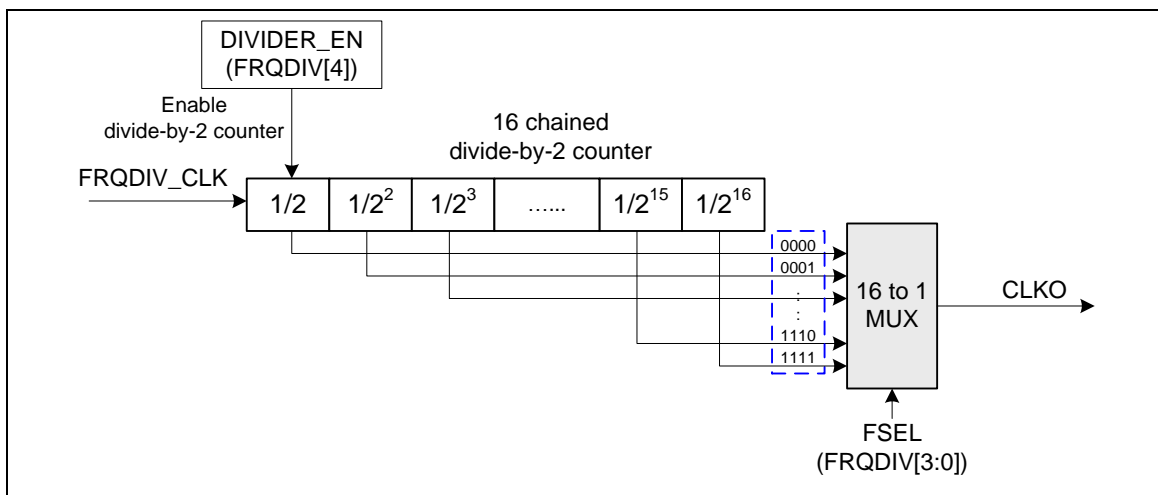 DIVIDER_EN
(FRQDIV[4])
Enable
divide-by-2 counter
16 chained
divide-by-2 counter
FRQDIV_CLK
1/2
1/2²
1/2³
…...
1/2¹⁵
1/2¹⁶
0000
0001
:
:
1110
1111
16 to 1
MUX
CLKO
FSEL
(FRQDIV[3:0])